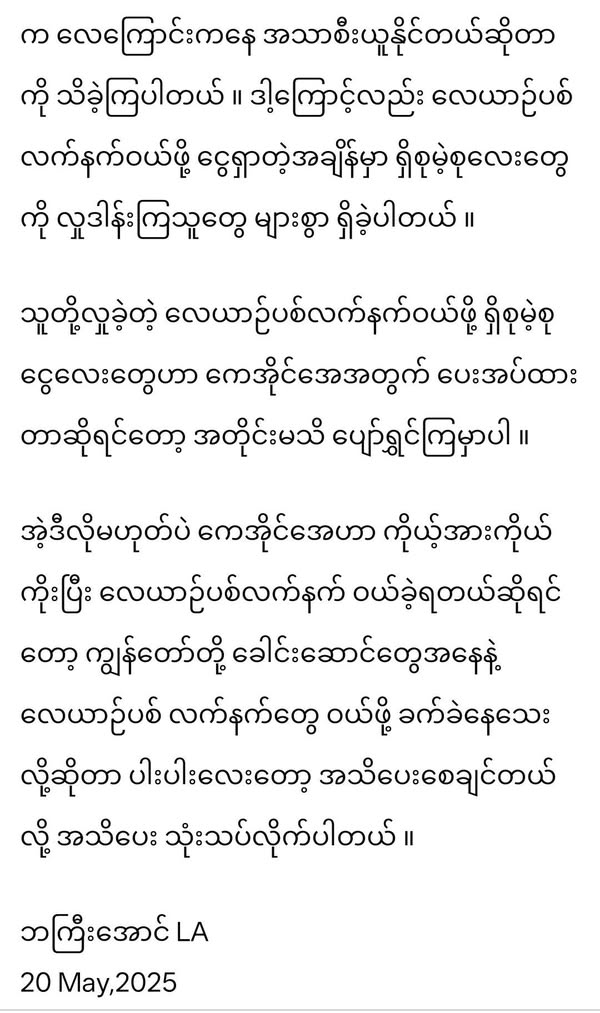 က လေကြောင်းကနေ အသာစီးယူနိုင်တယ်ဆိုတာ
ကို သိခဲ့ကြပါတယ် ။ ဒါ့ကြောင့်လည်း လေယာဉ်ပစ်
လက်နက်ဝယ်ဖို့ ငွေရှာတဲ့အချိန်မှာ ရှိစုမဲ့စုလေးတွေ
ကို လှူဒါန်းကြသူတွေ များစွာ ရှိခဲ့ပါတယ် ။
သူတို့လှူခဲ့တဲ့ လေယာဉ်ပစ်လက်နက်ဝယ်ဖို့ ရှိစုမဲ့စု
ငွေလေးတွေဟာ ကေအိုင်အေအတွက် ပေးအပ်ထား
တာဆိုရင်တော့ အတိုင်းမသိ ပျော်ရွှင်ကြမှာပါ ။
အဲ့ဒီလိုမဟုတ်ပဲ ကေအိုင်အေဟာ ကိုယ့်အားကိုယ်
ကိုးပြီး လေယာဉ်ပစ်လက်နက် ဝယ်ခဲ့ရတယ်ဆိုရင်
တော့ ကျွန်တော်တို့ ခေါင်းဆောင်တွေအနေနဲ့
လေယာဉ်ပစ် လက်နက်တွေ ဝယ်ဖို့ ခက်ခဲနေသေး
လို့ဆိုတာ ပါးပါးလေးတော့ အသိပေးစေချင်တယ်
လို့ အသိပေး သုံးသပ်လိုက်ပါတယ် ။
ဘကြီးအောင် LA
20 May,2025